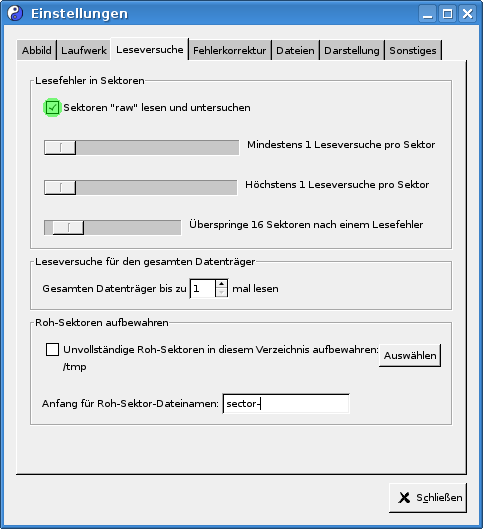 Einstellungen
Abbild Laufwerk Leseversuche Fehlerkorrektur Dateien Darstellung Sonstiges
Lesefehler in Sektoren
Sektoren "raw" lesen und untersuchen
Mindestens 1 Leseversuche pro Sektor
Höchstens 1 Leseversuche pro Sektor
Überspringe 16 Sektoren nach einem Lesefehler
Leseversuche für den gesamten Datenträger
Gesamten Datenträger bis zu 1 mal lesen
Roh-Sektoren aufbewahren
Unvollständige Roh-Sektoren in diesem Verzeichnis aufbewahren: Auswählen
/tmp
Anfang für Roh-Sektor-Dateinamen: sector-
Schließen